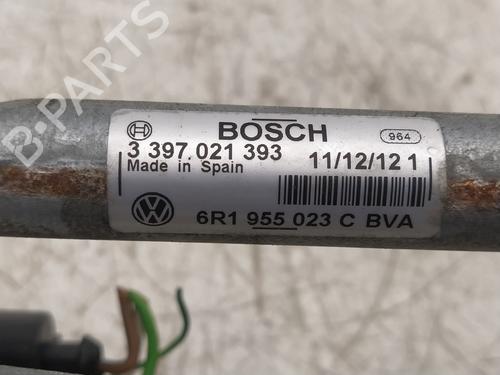 BOSCH
964
3 397 021 393 11/12/12 1
Made in Spain
6R1 955 023 C BVA
B-PARTS